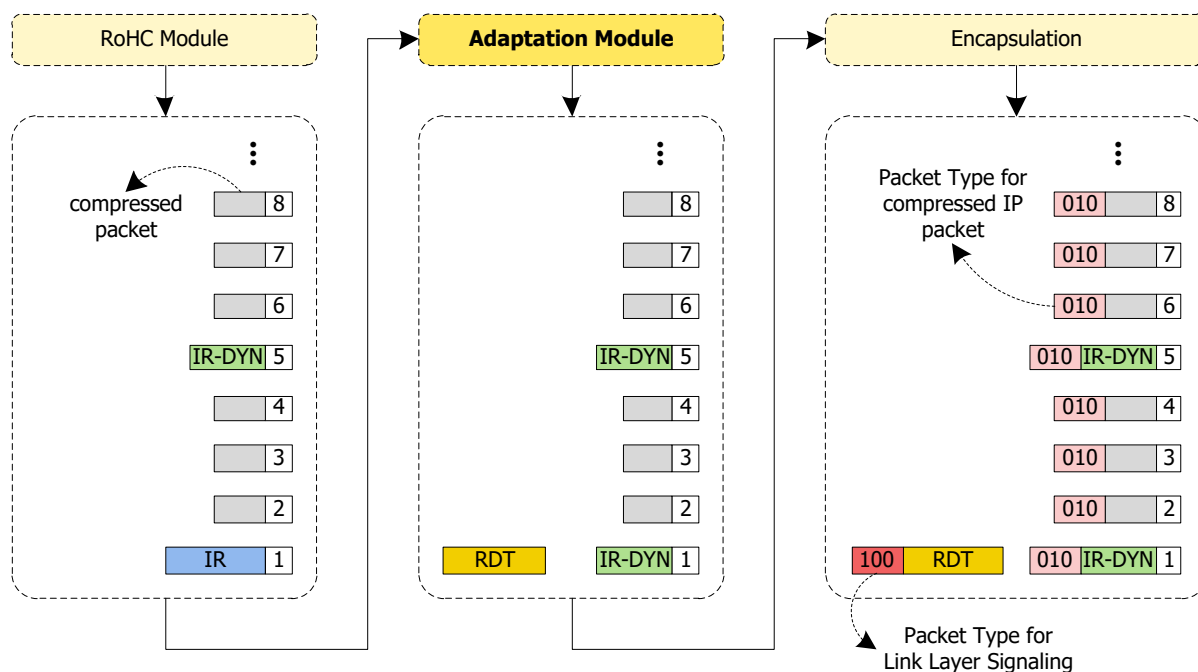 RoHC Module
Adaptation Module
Encapsulation
compressed
packet
8
7
6
IR-DYN 5
4
3
2
IR 1
8
7
6
IR-DYN 5
4
3
2
RDT IR-DYN 1
Packet Type for
compressed IP
packet
010 8
010 7
010 6
010 IR-DYN 5
010 4
010 3
010 2
100 RDT 010 IR-DYN 1
Packet Type for
Link Layer Signaling